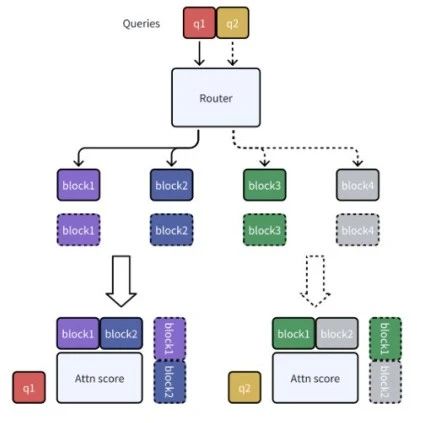 Queries q1 q2
Router
block1 block2 block3 block4
block1 block2 block3 block4
block1 block2 block1 block1 block2 block1
q1 Attn score block2 q2 Attn score block2